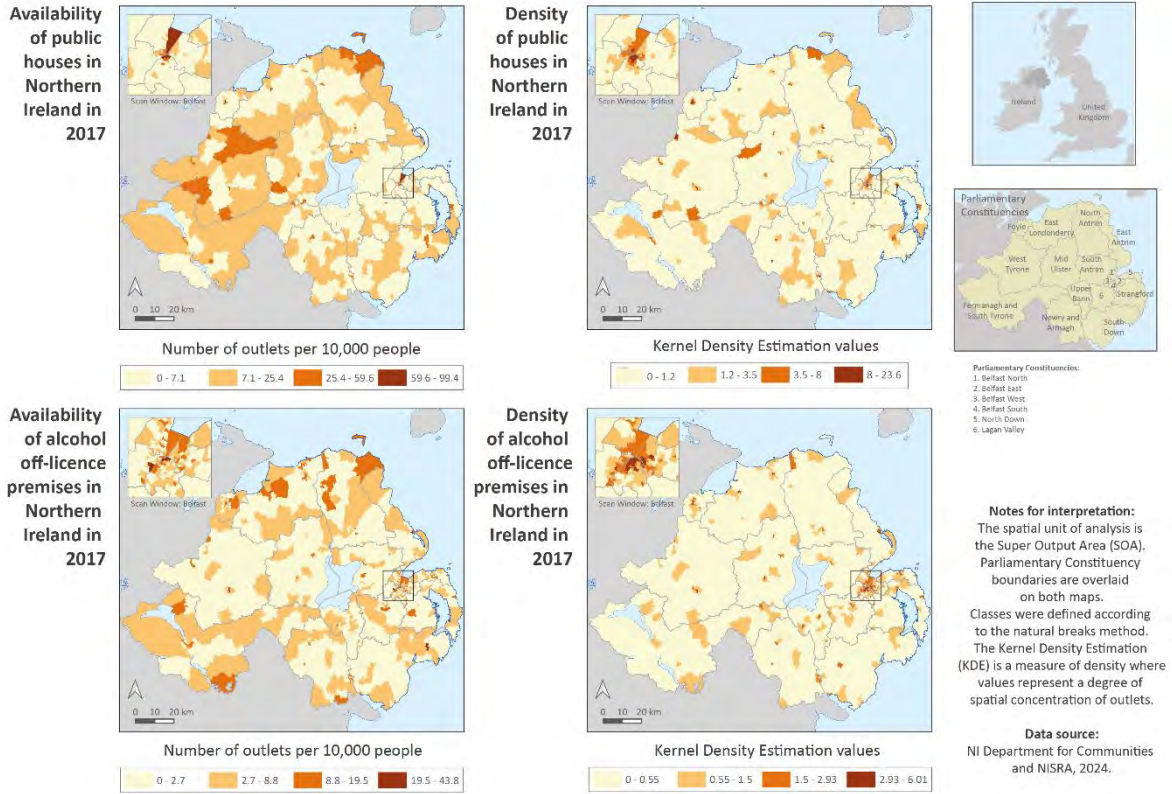 Availability
of public
houses in
Northern
Ireland in
2017
Scan Window: Belfast
0 10 20 km
Number of outlets per 10,000 people
0 - 7.1
7.1 - 25.4
25.4 - 59.6
59.6 - 99.4
Density
of public
houses in
Northern
Ireland in
2017
Scan Window: Belfast
0 10 20 km
Kernel Density Estimation values
0 - 1.2
1.2 - 3.5
3.5 - 8
8 - 23.6
Ireland
United
Kingdom
Parliamentary
Constituencies
Foyle
East
Londonderry
North
Antrim
East
Antrim
West
Tyrone
Mid
Ulster
South
Antrim
1
2
3
4
5
6
Upper
Bann
Strangford
Fermanagh and
South Tyrone
Newry and
Armagh
South
Down
Parliamentary Constituencies:
1. Belfast North
2. Belfast East
3. Belfast West
4. Belfast South
5. North Down
6. Lagan Valley
Availability
of alcohol
off-licence
premises in
Northern
Ireland in
2017
Scan Window: Belfast
0 10 20 km
Number of outlets per 10,000 people
0 - 2.7
2.7 - 8.8
8.8 - 19.5
19.5 - 43.8
Density
of alcohol
off-licence
premises in
Northern
Ireland in
2017
Scan Window: Belfast
0 10 20 km
Kernel Density Estimation values
0 - 0.55
0.55 - 1.5
1.5 - 2.93
2.93 - 6.01
Notes for interpretation:
The spatial unit of analysis is
the Super Output Area (SOA).
Parliamentary Constituency
boundaries are overlaid
on both maps.
Classes were defined according
to the natural breaks method.
The Kernel Density Estimation
(KDE) is a measure of density where
values represent a degree of
spatial concentration of outlets.
Data source:
NI Department for Communities
and NISRA, 2024.